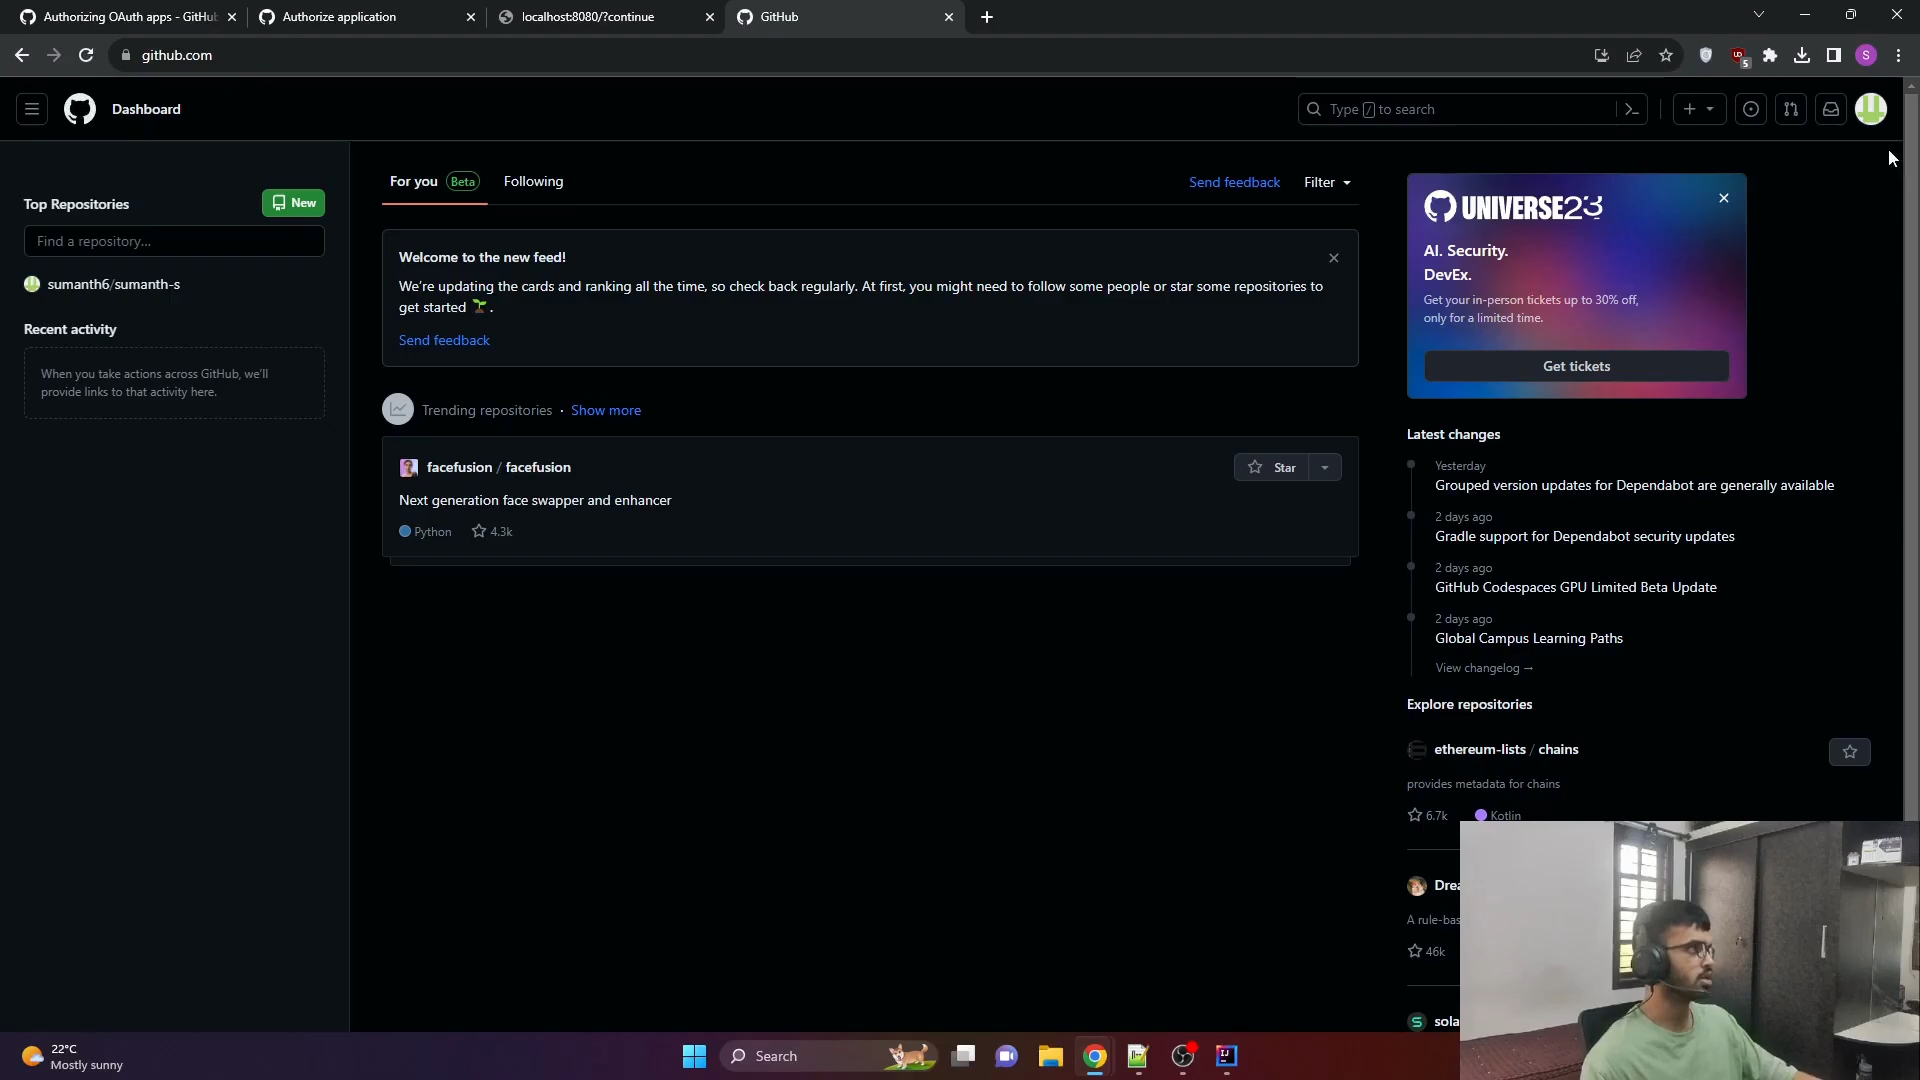 Authorizing OAuth apps - GitHu
Authorize application
localhost:8080/?continue
GitHub
github.com
5
S
Dashboard
Type / to search
Top Repositories
New
Find a repository...
sumanth6/sumanth-s
Recent activity
When you take actions across GitHub, we'll
provide links to that activity here.
For you Beta
Following
Send feedback
Filter
Welcome to the new feed!
We're updating the cards and ranking all the time, so check back regularly. At first, you might need to follow some people or star some repositories to
get started 🌱.
Send feedback
Trending repositories · Show more
facefusion / facefusion
Star
Next generation face swapper and enhancer
Python
4.3k
UNIVERSE23
AI. Security.
DevEx.
Get your in-person tickets up to 30% off,
only for a limited time.
Get tickets
Latest changes
Yesterday
Grouped version updates for Dependabot are generally available
2 days ago
Gradle support for Dependabot security updates
2 days ago
GitHub Codespaces GPU Limited Beta Update
2 days ago
Global Campus Learning Paths
View changelog →
Explore repositories
ethereum-lists / chains
provides metadata for chains
6.7k
Kotlin
Drea
A rule-bas
46k
S
sola
22°C
Mostly sunny
Search
IJ